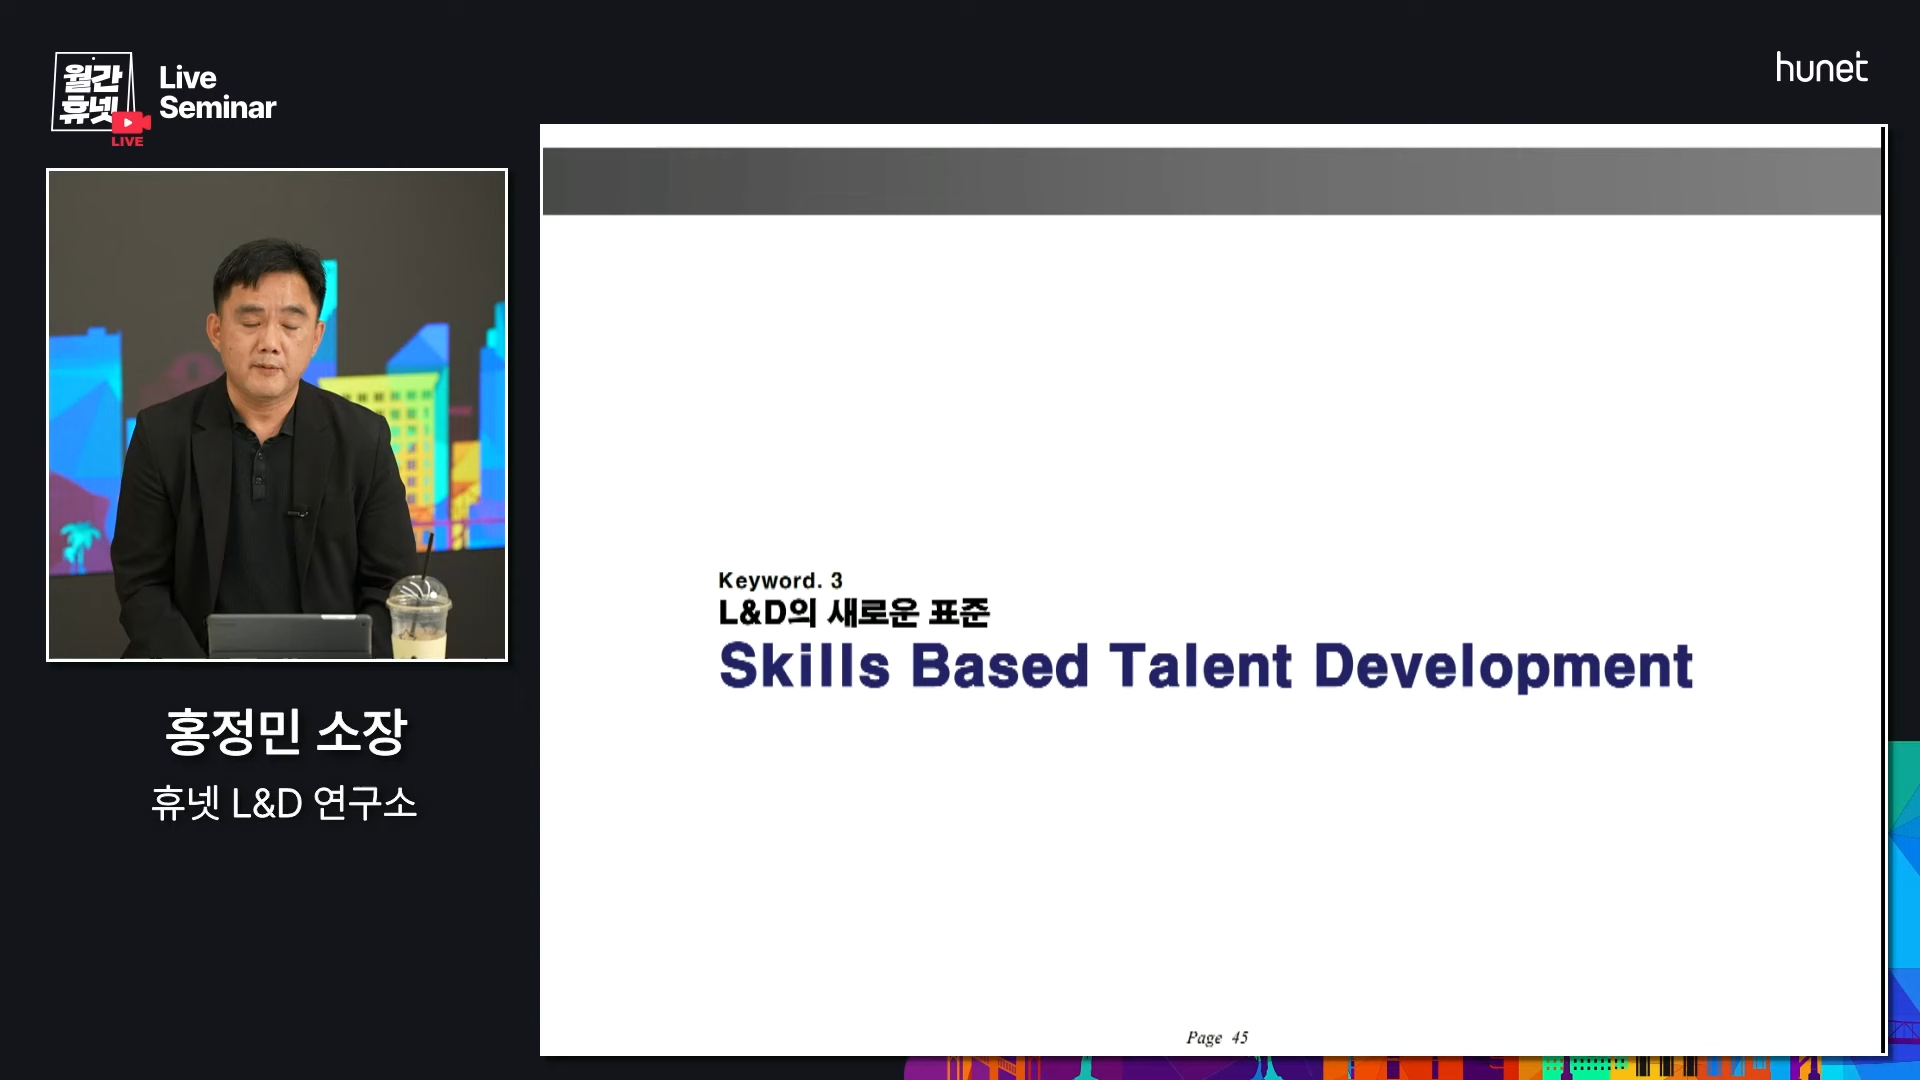 월간
휴넷
LIVE
Live
Seminar
hunet
홍정민 소장
휴넷 L&D 연구소
Keyword. 3
L&D의 새로운 표준
Skills Based Talent Development
Page 45